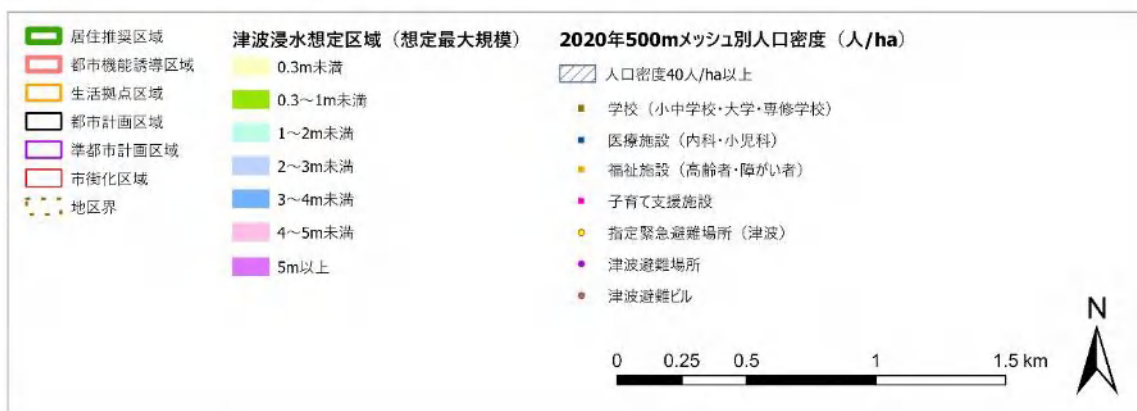 居住推奨区域
都市機能誘導区域
生活拠点区域
都市計画区域
準都市計画区域
市街化区域
地区界
津波浸水想定区域（想定最大規模）
0.3m未満
0.3～1m未満
1～2m未満
2～3m未満
3～4m未満
4～5m未満
5m以上
2020年500mメッシュ別人口密度（人/ha）
人口密度40人/ha以上
学校（小中学校・大学・専修学校）
医療施設（内科・小児科）
福祉施設（高齢者・障がい者）
子育て支援施設
指定緊急避難場所（津波）
津波避難場所
津波避難ビル
0 0.25 0.5 1 1.5 km
N